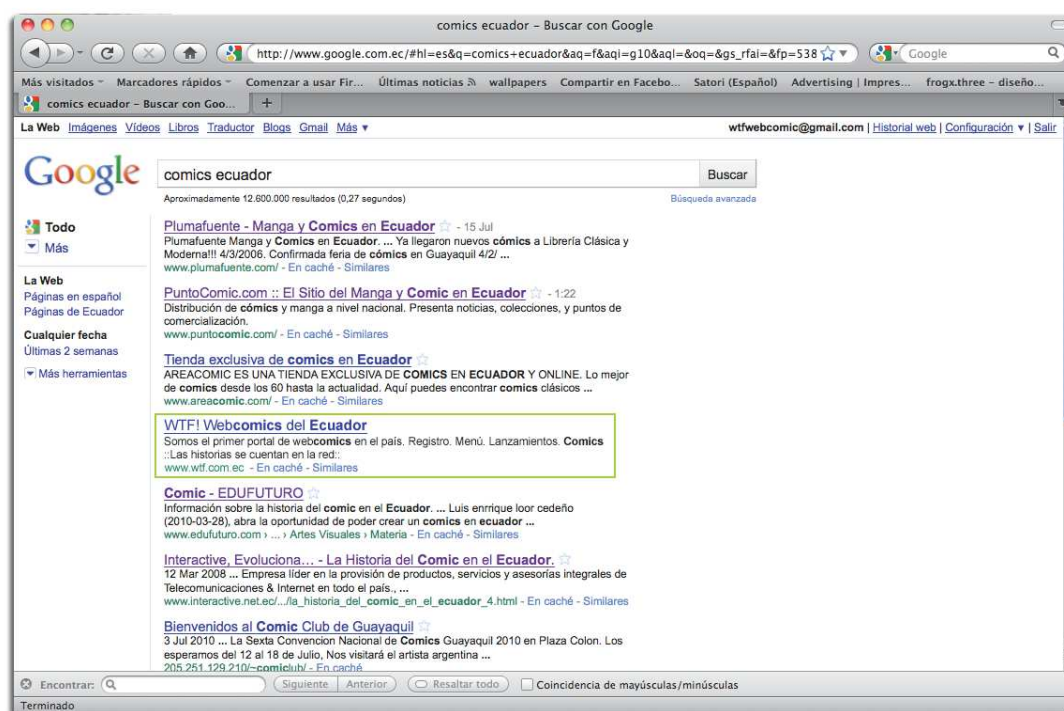 comics ecuador – Buscar con Google
http://www.google.com.ec/#hl=es&q=comics+ecuador&aq=f&aqi=g10&aql=&oq=&gs_rfai=&fp=538
Google
Más visitados
Marcadores rápidos
Comenzar a usar Fir...
Últimas noticias
wallpapers
Compartir en Facebo...
Satori (Español)
Advertising | Impres...
frogx.three – diseño...
comics ecuador – Buscar con Goo...
+
La Web Imágenes Vídeos Libros Traductor Blogs Gmail Más ▼
wtfwebcomic@gmail.com | Historial web | Configuración ▼ | Salir
Google
comics ecuador
Buscar
Aproximadamente 12.600.000 resultados (0,27 segundos)
Búsqueda avanzada
Todo
Más
La Web
Páginas en español
Páginas de Ecuador
Cualquier fecha
Últimas 2 semanas
Más herramientas
Plumafuente - Manga y Comics en Ecuador - 15 Jul
Plumafuente Manga y Comics en Ecuador. ... Ya llegaron nuevos cómics a Librería Clásica y
Moderna!!! 4/3/2006. Confirmada feria de cómics en Guayaquil 4/2/ ...
www.plumafuente.com/ - En caché - Similares
PuntoComic.com :: El Sitio del Manga y Comic en Ecuador - 1:22
Distribución de cómics y manga a nivel nacional. Presenta noticias, colecciones, y puntos de
comercialización.
www.puntocomic.com/ - En caché - Similares
Tienda exclusiva de comics en Ecuador
AREACOMIC ES UNA TIENDA EXCLUSIVA DE COMICS EN ECUADOR Y ONLINE. Lo mejor
de comics desde los 60 hasta la actualidad. Aquí puedes encontrar comics clásicos ...
www.areacomic.com/ - En caché - Similares
WTF! Webcomics del Ecuador
Somos el primer portal de webcomics en el país. Registro. Menú. Lanzamientos. Comics
::Las historias se cuentan en la red::
www.wtf.com.ec - En caché - Similares
Comic - EDUFUTURO
Información sobre la historia del comic en el Ecuador. ... Luis enrrique loor cedeño
(2010-03-28), abra la oportunidad de poder crear un comics en ecuador ...
www.edufuturo.com › ... › Artes Visuales › Materia - En caché - Similares
Interactive, Evoluciona... - La Historia del Comic en el Ecuador.
12 Mar 2008 ... Empresa líder en la provisión de productos, servicios y asesorías integrales de
Telecomunicaciones & Internet en todo el país., ...
www.interactive.net.ec/.../la_historia_del_comic_en_el_ecuador_4.html - En caché - Similares
Bienvenidos al Comic Club de Guayaquil
3 Jul 2010 ... La Sexta Convencion Nacional de Comics Guayaquil 2010 en Plaza Colon. Los
esperamos del 12 al 18 de Julio, Nos visitará el artista argentina ...
205.251.129.210/~comiclub/ - En caché
Encontrar:
Siguiente
Anterior
Resaltar todo
Coincidencia de mayúsculas/minúsculas
Terminado